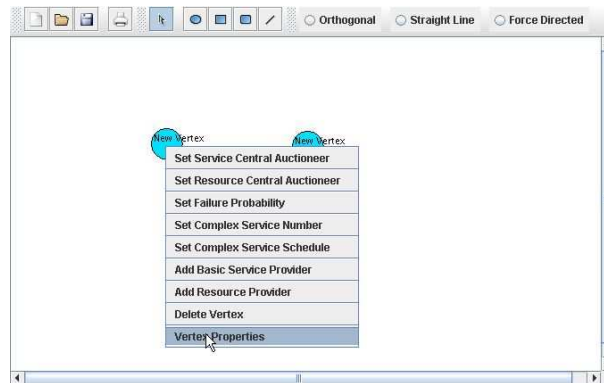 Orthogonal Straight Line Force Directed
New Vertex New Vertex
Set Service Central Auctioneer
Set Resource Central Auctioneer
Set Failure Probability
Set Complex Service Number
Set Complex Service Schedule
Add Basic Service Provider
Add Resource Provider
Delete Vertex
Vertex Properties